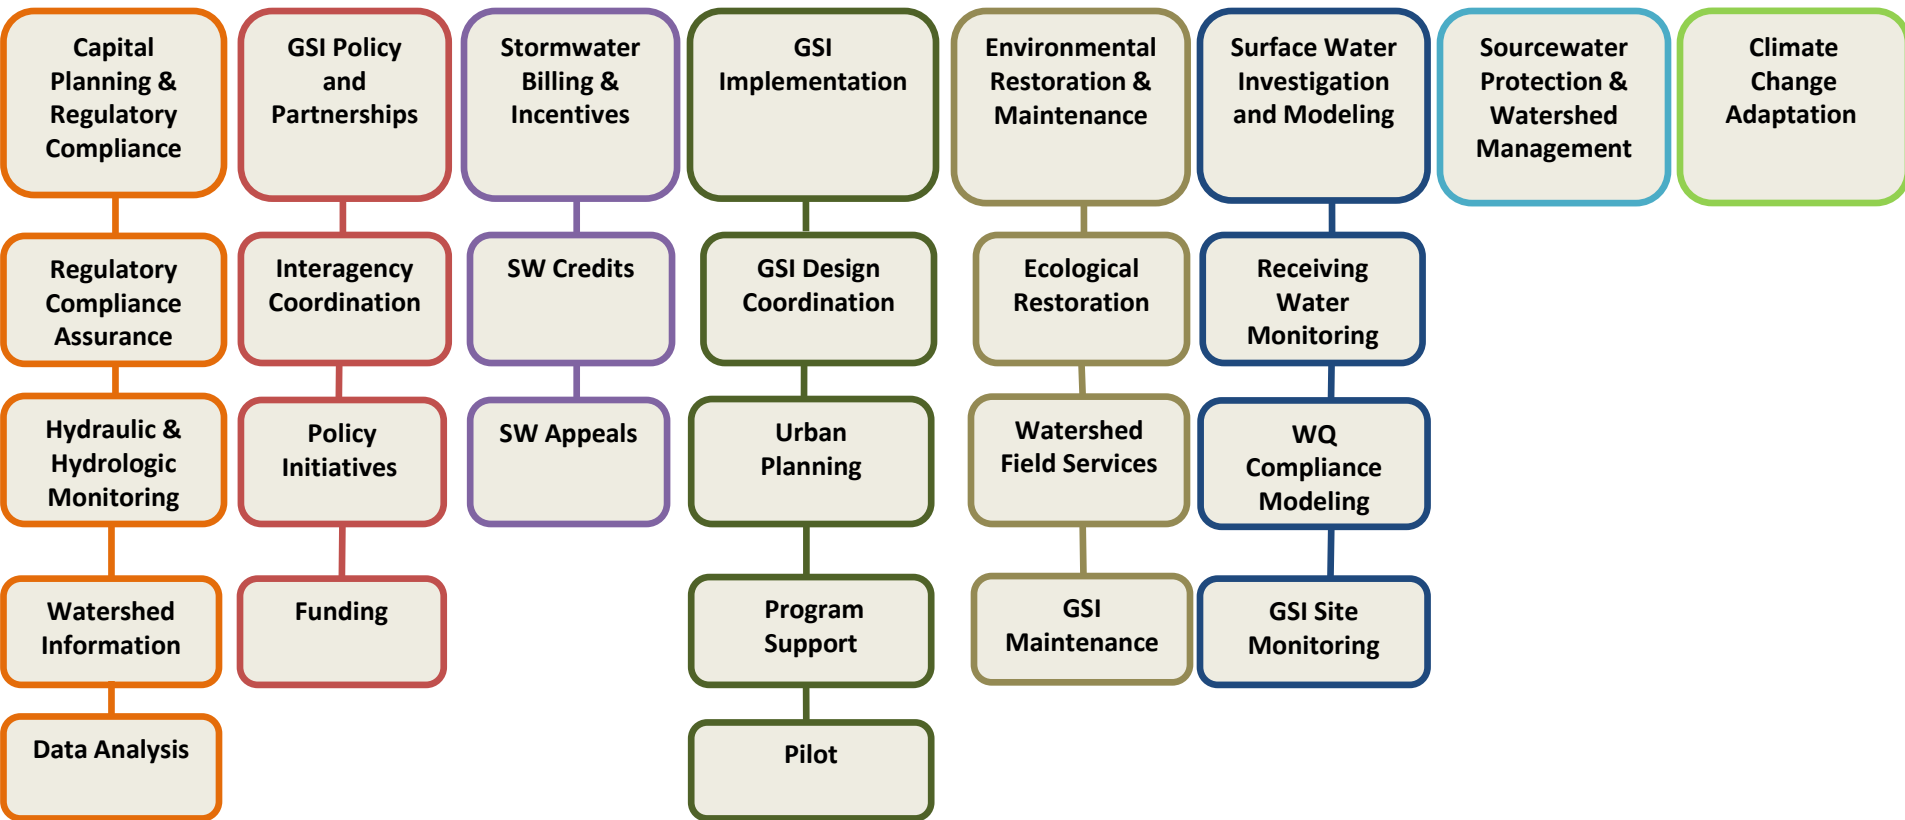 Capital
Planning &
Regulatory
Compliance
GSI Policy
and
Partnerships
Stormwater
Billing &
Incentives
GSI
Implementation
Environmental
Restoration &
Maintenance
Surface Water
Investigation
and Modeling
Sourcewater
Protection &
Watershed
Management
Climate
Change
Adaptation
Regulatory
Compliance
Assurance
Interagency
Coordination
SW Credits
GSI Design
Coordination
Ecological
Restoration
Receiving
Water
Monitoring
Hydraulic &
Hydrologic
Monitoring
Policy
Initiatives
SW Appeals
Urban
Planning
Watershed
Field Services
WQ
Compliance
Modeling
Watershed
Information
Funding
Program
Support
GSI
Maintenance
GSI Site
Monitoring
Data Analysis
Pilot